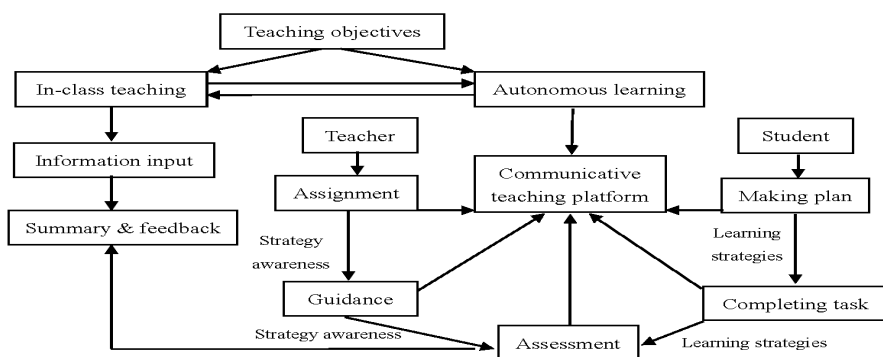 Teaching objectives
In-class teaching
Autonomous learning
Teacher
Student
Information input
Communicative
teaching platform
Assignment
Making plan
Summary & feedback
Strategy
awareness
Learning
strategies
Guidance
Completing task
Strategy awareness
Assessment
Learning strategies